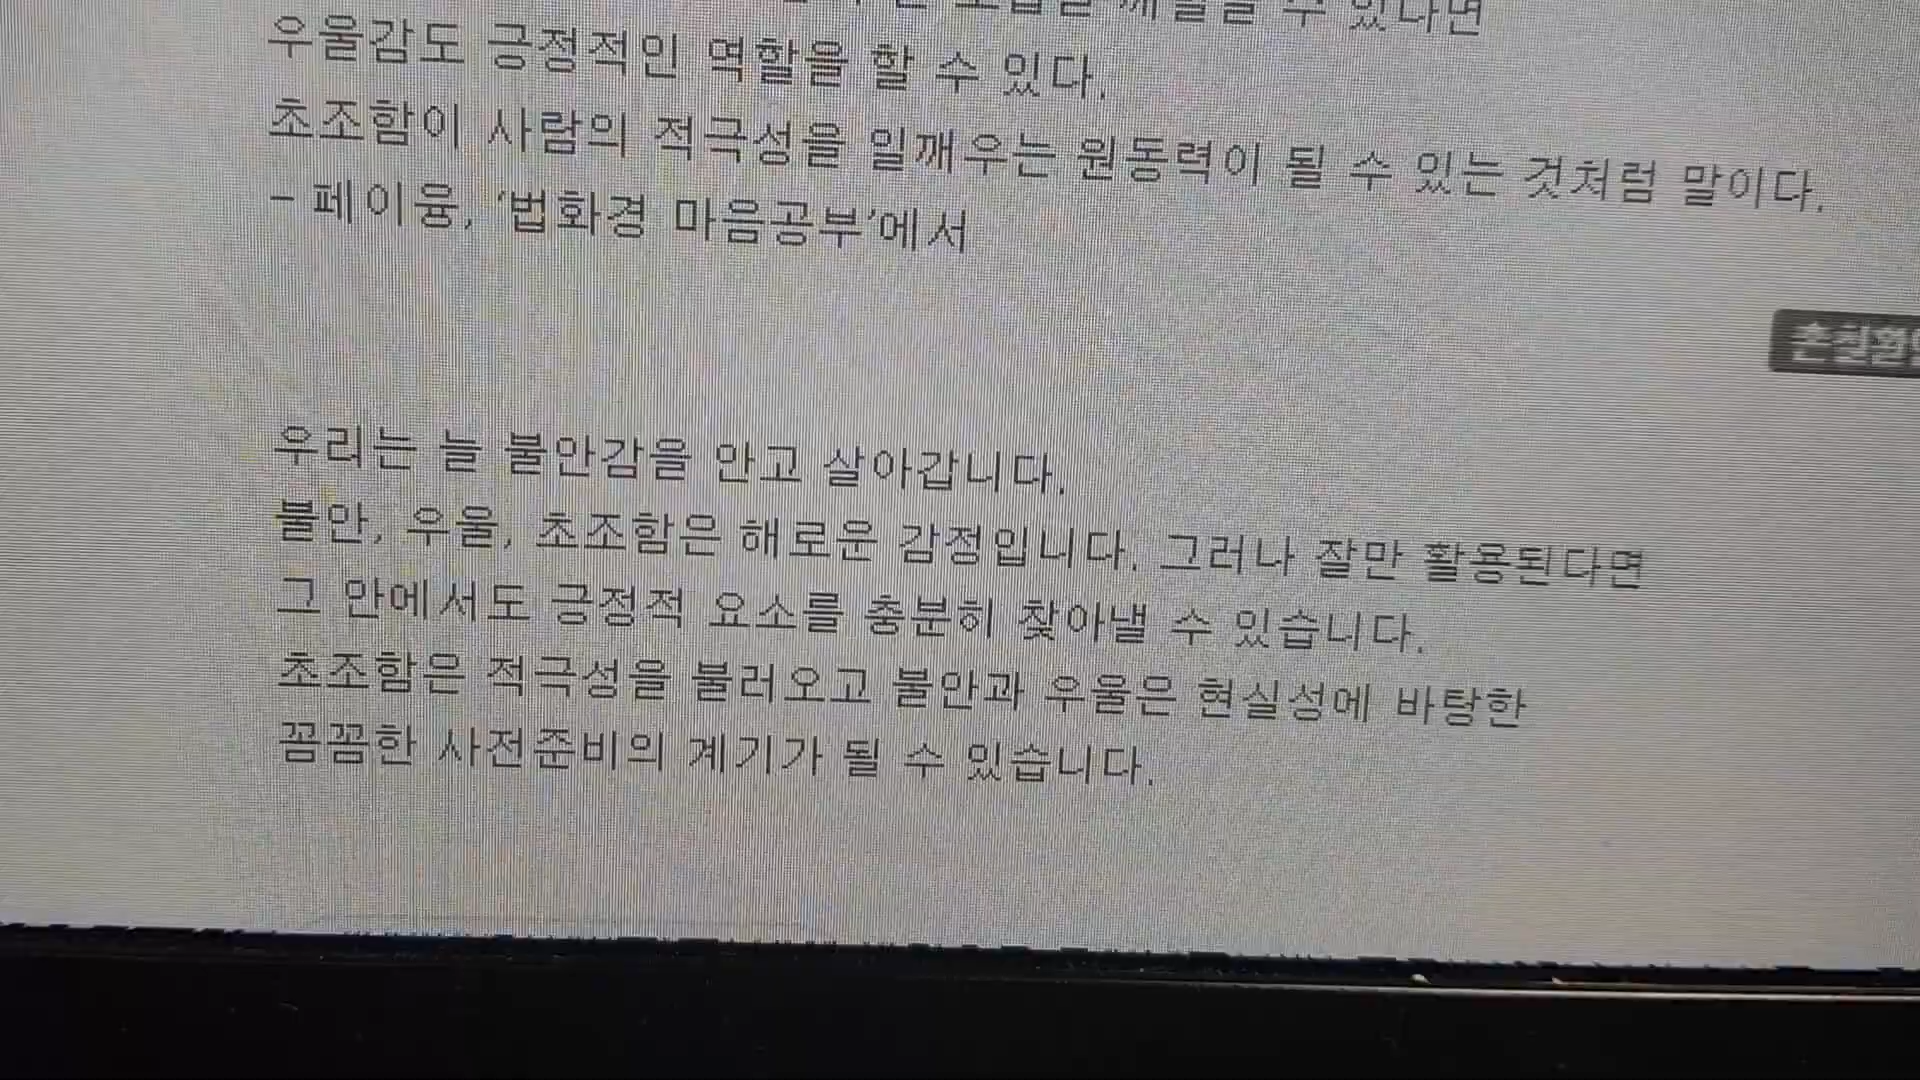 수 있다면
우울감도 긍정적인 역할을 할 수 있다.
초조함이 사람의 적극성을 일깨우는 원동력이 될 수 있는 것처럼 말이다.
- 페이융, '법화경 마음공부'에서
우리는 늘 불안감을 안고 살아갑니다.
불안, 우울, 초조함은 해로운 감정입니다. 그러나 잘만 활용된다면
그 안에서도 긍정적 요소를 충분히 찾아낼 수 있습니다.
초조함은 적극성을 불러오고 불안과 우울은 현실성에 바탕한
꼼꼼한 사전준비의 계기가 될 수 있습니다.